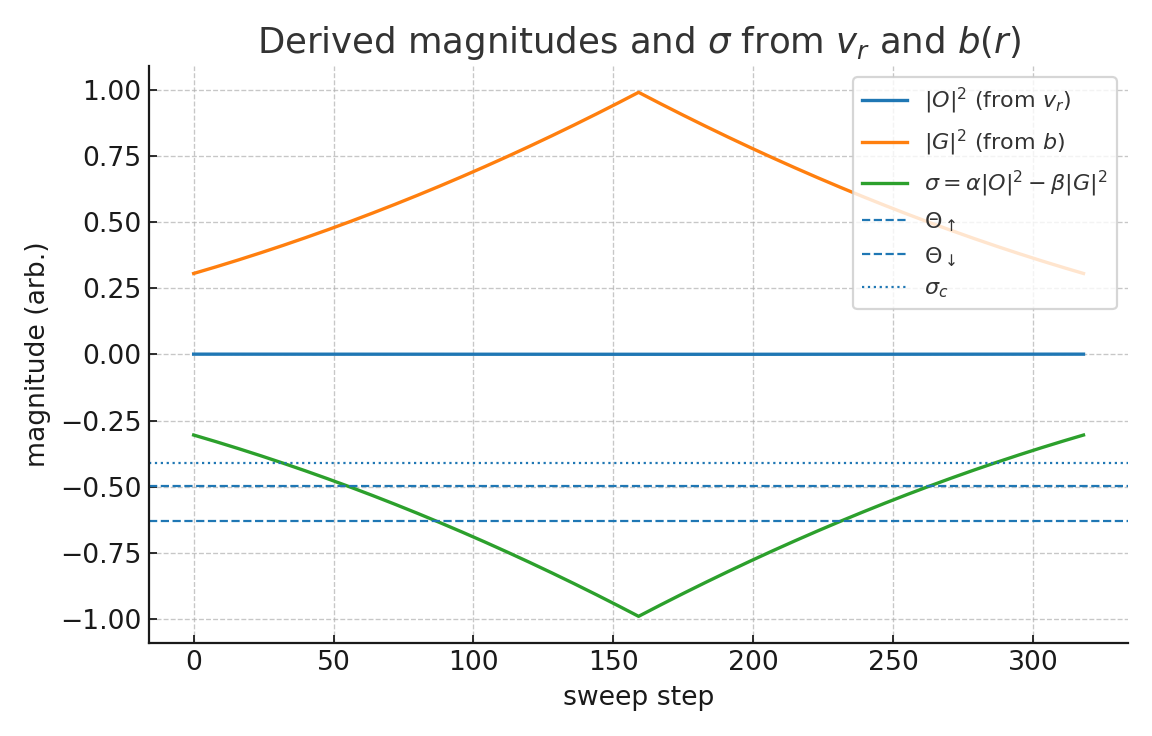 Derived magnitudes and σ from v_r and b(r)
1.00
0.75
0.50
0.25
0.00
−0.25
−0.50
−0.75
−1.00
magnitude (arb.)
|O|² (from v_r)
|G|² (from b)
σ = α|O|² − β|G|²
Θ↑
Θ↓
σ_c
0 50 100 150 200 250 300
sweep step